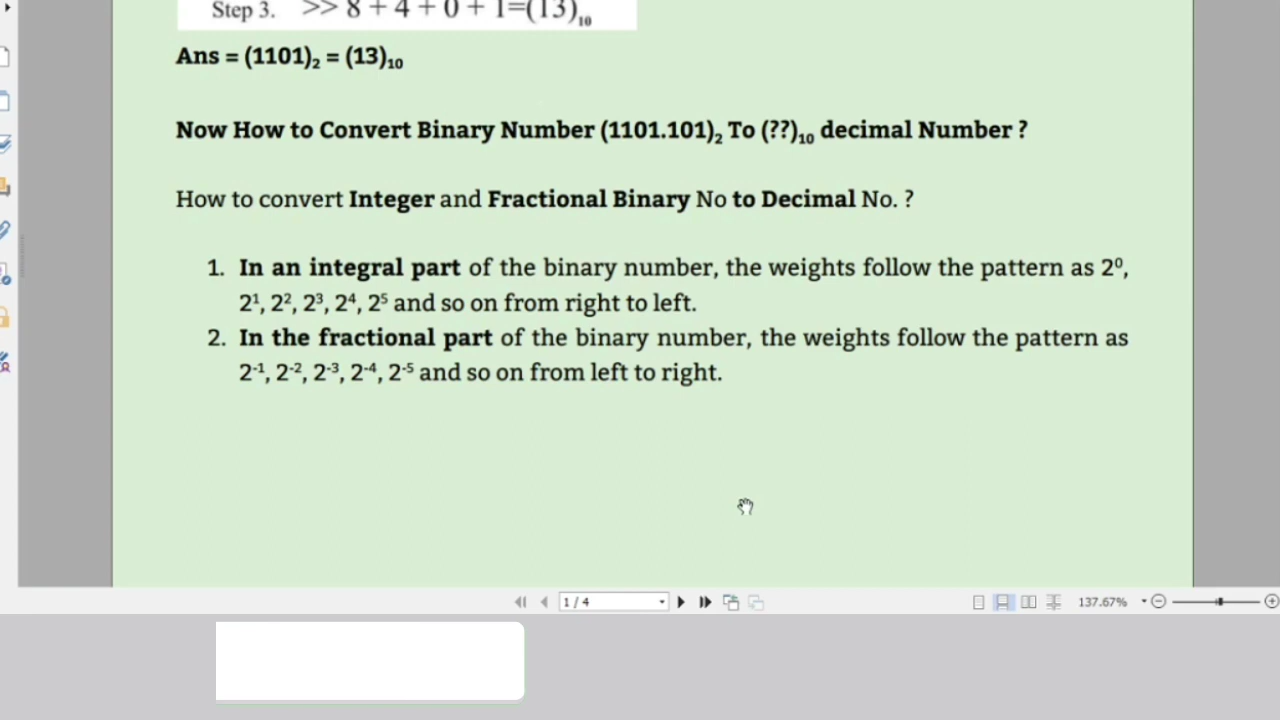 Step 3. >> 8 + 4 + 0 + 1=(13)₁₀
Ans = (1101)₂ = (13)₁₀
Now How to Convert Binary Number (1101.101)₂ To (??)₁₀ decimal Number ?
How to convert Integer and Fractional Binary No to Decimal No. ?
1. In an integral part of the binary number, the weights follow the pattern as 2⁰,
2¹, 2², 2³, 2⁴, 2⁵ and so on from right to left.
2. In the fractional part of the binary number, the weights follow the pattern as
2⁻¹, 2⁻², 2⁻³, 2⁻⁴, 2⁻⁵ and so on from left to right.
1 / 4
137.67%